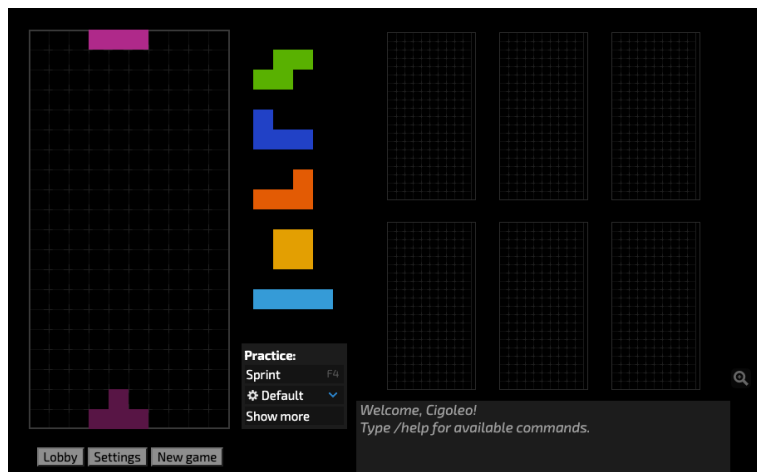 Practice:
Sprint F4
Default
Show more
Welcome, Cigoleo!
Type /help for available commands.
Lobby Settings New game